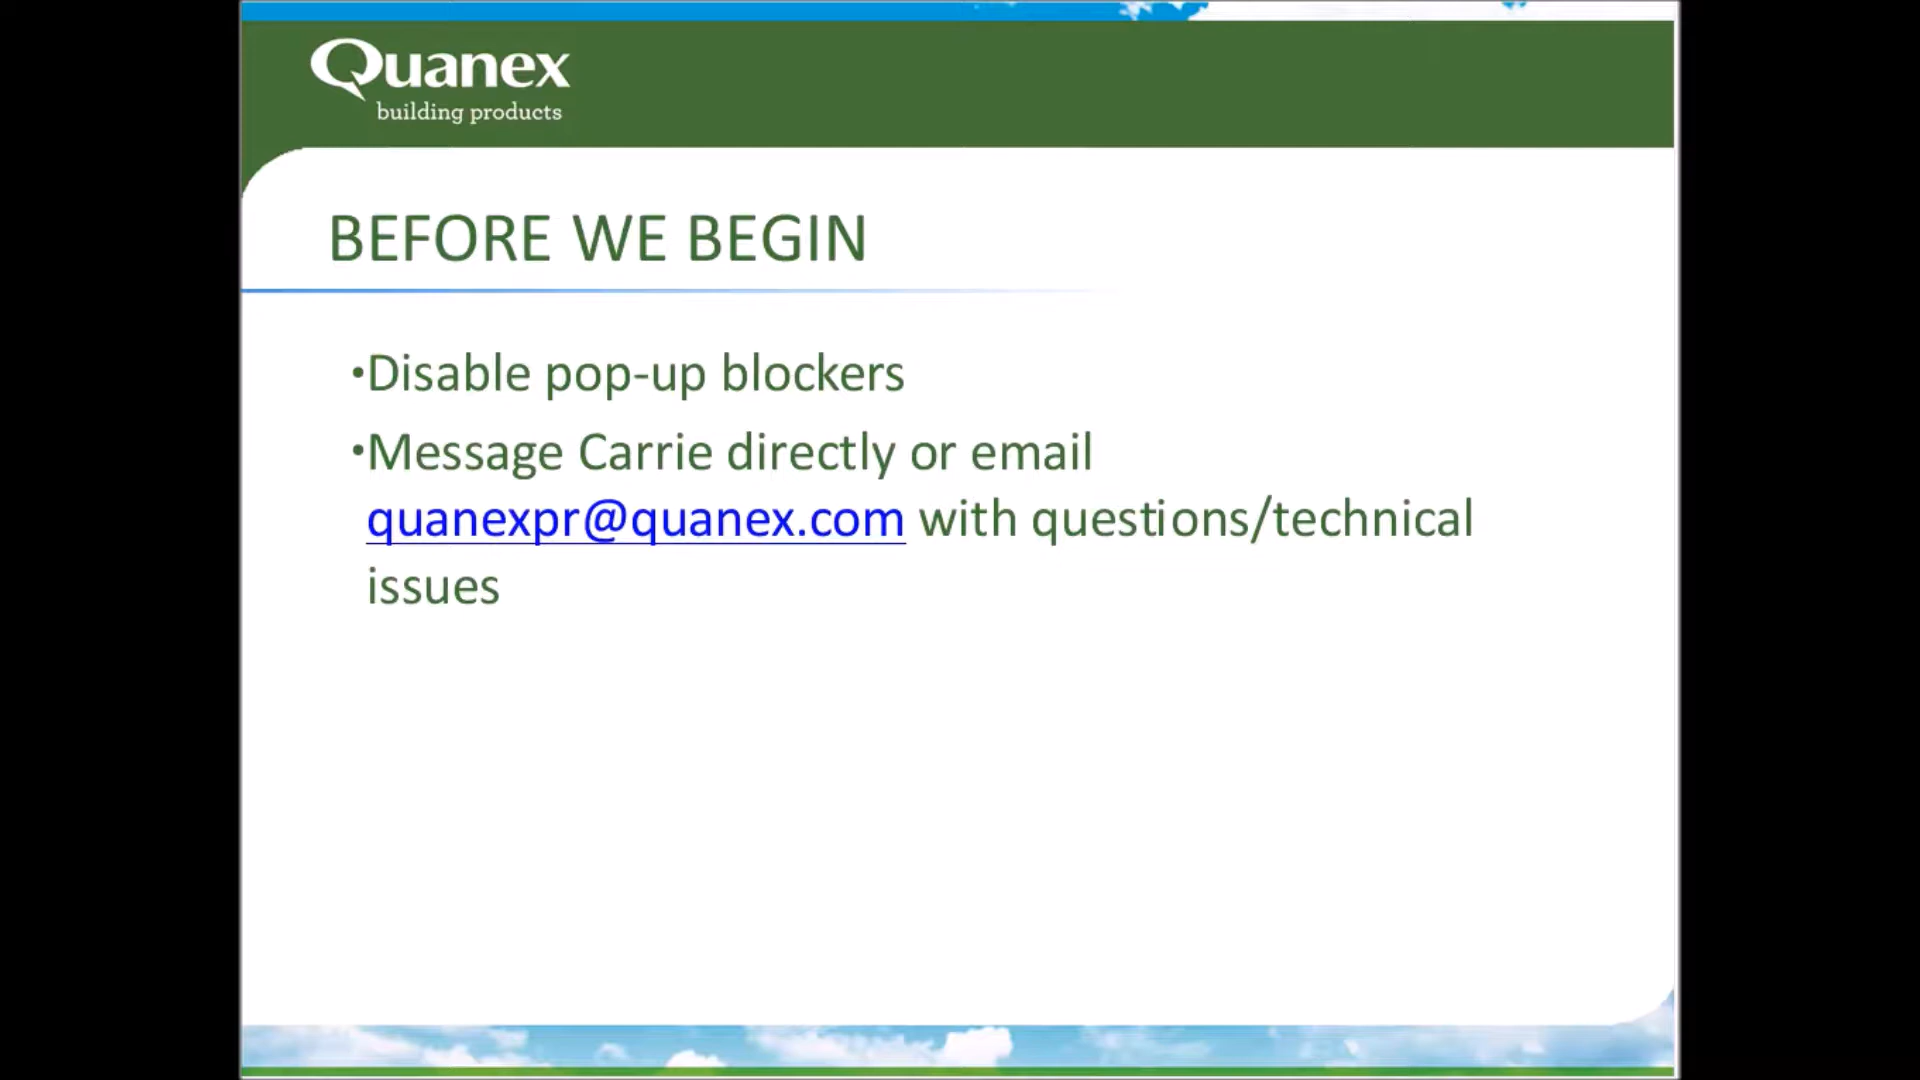 Quanex
building products
BEFORE WE BEGIN
•Disable pop-up blockers
•Message Carrie directly or email
quanexpr@quanex.com with questions/technical
issues